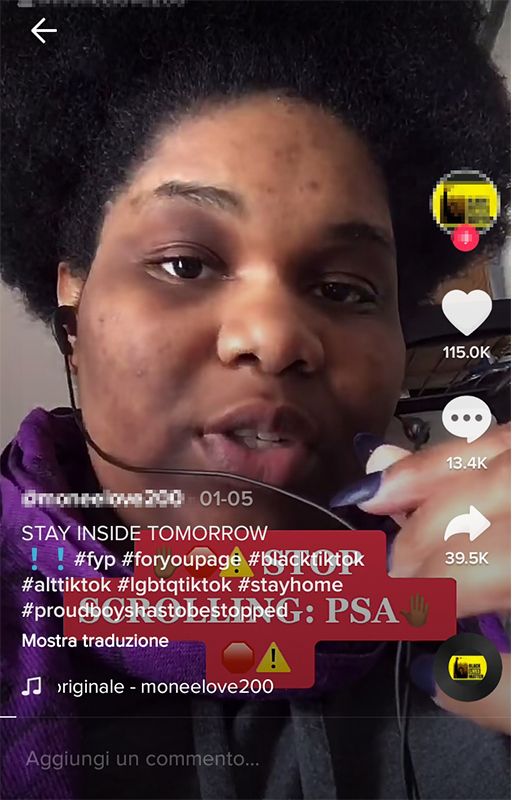 115.0K
13.4K
@moneelove200 01-05
STAY INSIDE TOMORROW
❗❗#fyp #foryoupage #blacktiktok
#alttiktok #lgbtqtiktok #stayhome
#proudboyshastobestopped
39.5K
✋🏾🛑⚠️ STOP
SCROLLING: PSA🤚🏾
🛑⚠️
Mostra traduzione
originale - moneelove200
Aggiungi un commento...